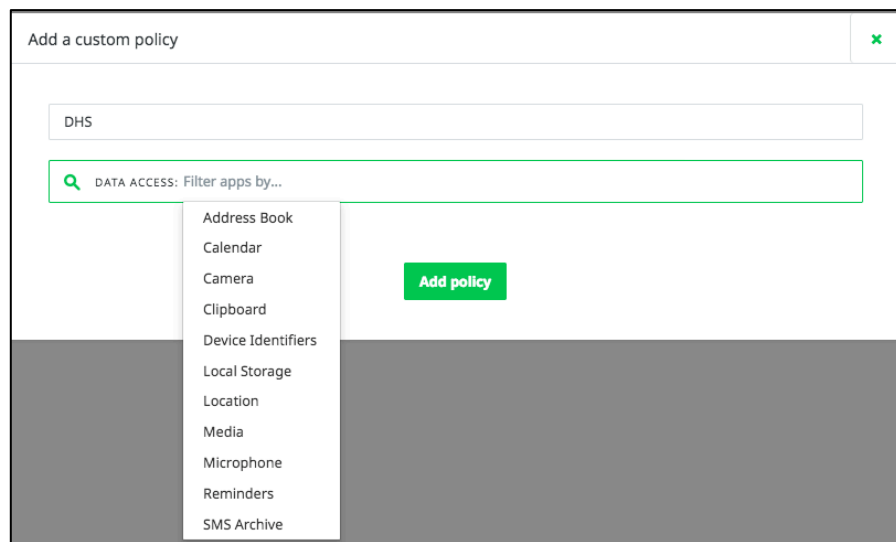 Add a custom policy
DHS
DATA ACCESS: Filter apps by...
Address Book
Calendar
Camera
Add policy
Clipboard
Device Identifiers
Local Storage
Location
Media
Microphone
Reminders
SMS Archive